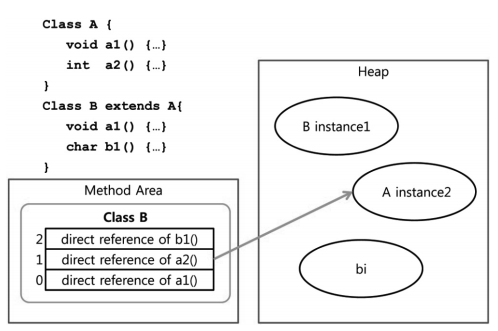 Class A {
void a1() {…}
int a2() {…}
}
Class B extends A{
void a1() {…}
char b1() {…}
}
Method Area
Class B
2 direct reference of b1()
1 direct reference of a2()
0 direct reference of a1()
Heap
B instance1
A instance2
bi